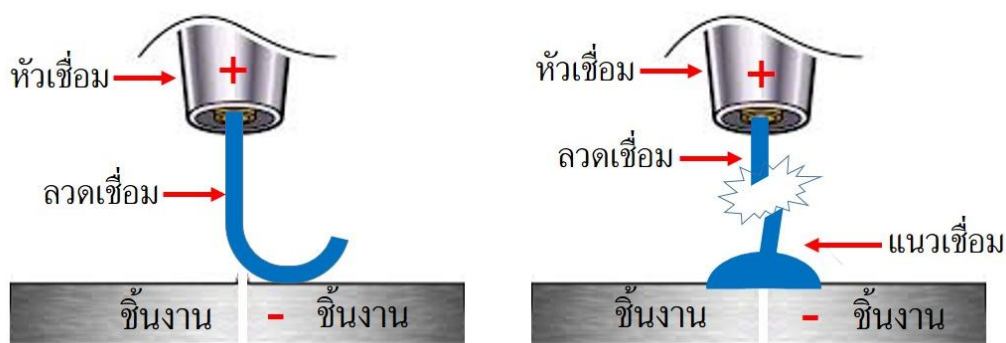 หัวเชื่อม
+
ลวดเชื่อม
ชิ้นงาน - ชิ้นงาน
หัวเชื่อม
+
ลวดเชื่อม
แนวเชื่อม
ชิ้นงาน - ชิ้นงาน